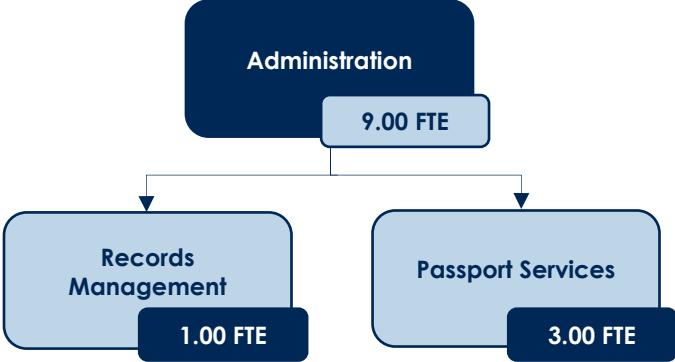 Administration
9.00 FTE
Records
Management
1.00 FTE
Passport Services
3.00 FTE